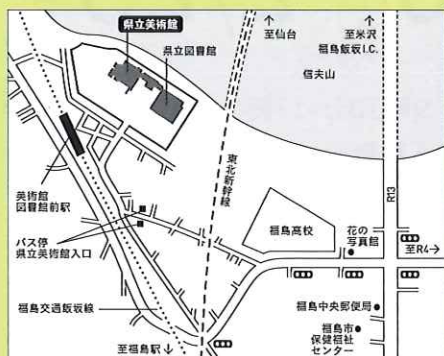 県立美術館
県立図書館
至仙台
至米沢
福島飯坂I.C.
信夫山
東北新幹線
R13
美術館
図書館前駅
バス停
県立美術館入口
福島高校
花の
写真館
至R4→
福島交通飯坂線
福島中央郵便局
福島市
保健福祉
センター
至福島駅